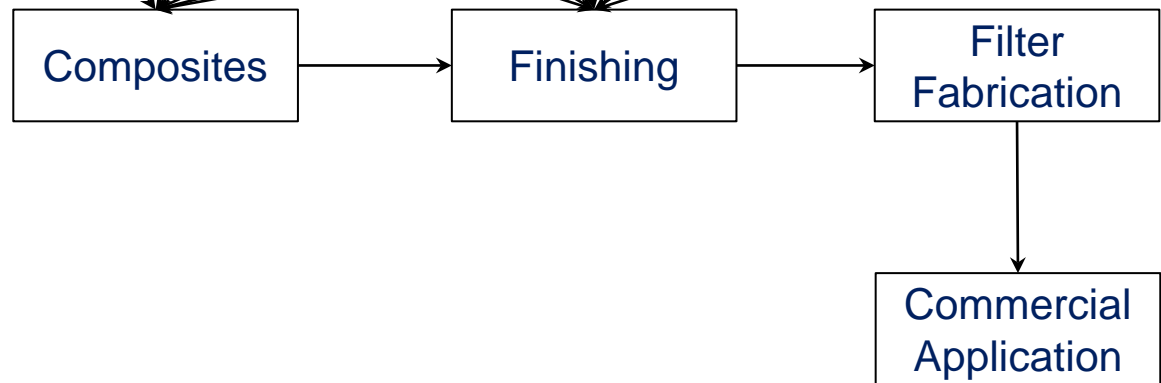 Composites
Finishing
Filter
Fabrication
Commercial
Application